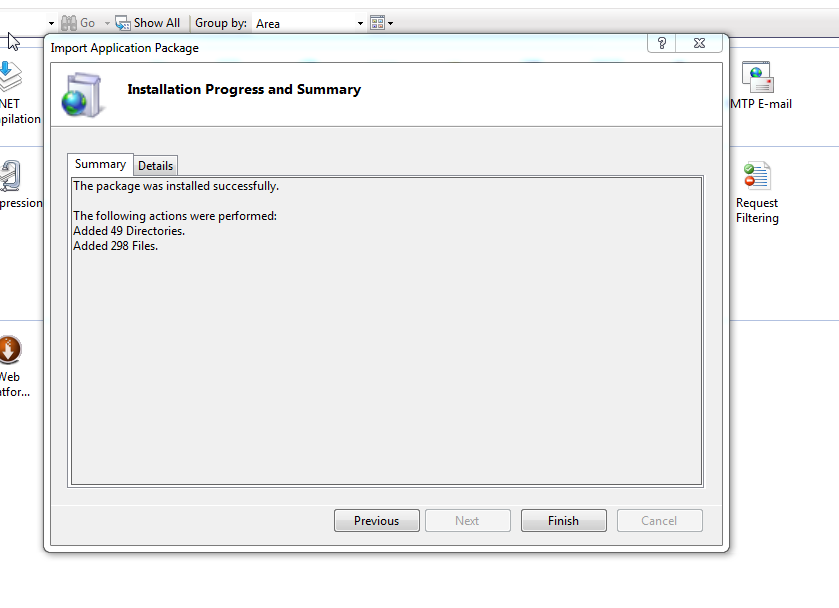 Go
Show All
Group by:
Area
Import Application Package
?
Installation Progress and Summary
NET
pilation
MTP E-mail
Summary
Details
The package was installed successfully.
The following actions were performed:
Added 49 Directories.
Added 298 Files.
pression
Request
Filtering
Web
atfor...
Previous
Next
Finish
Cancel